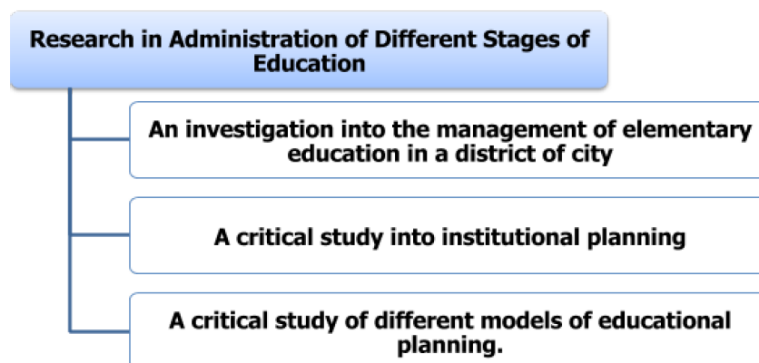 Research in Administration of Different Stages of
Education
An investigation into the management of elementary
education in a district of city
A critical study into institutional planning
A critical study of different models of educational
planning.